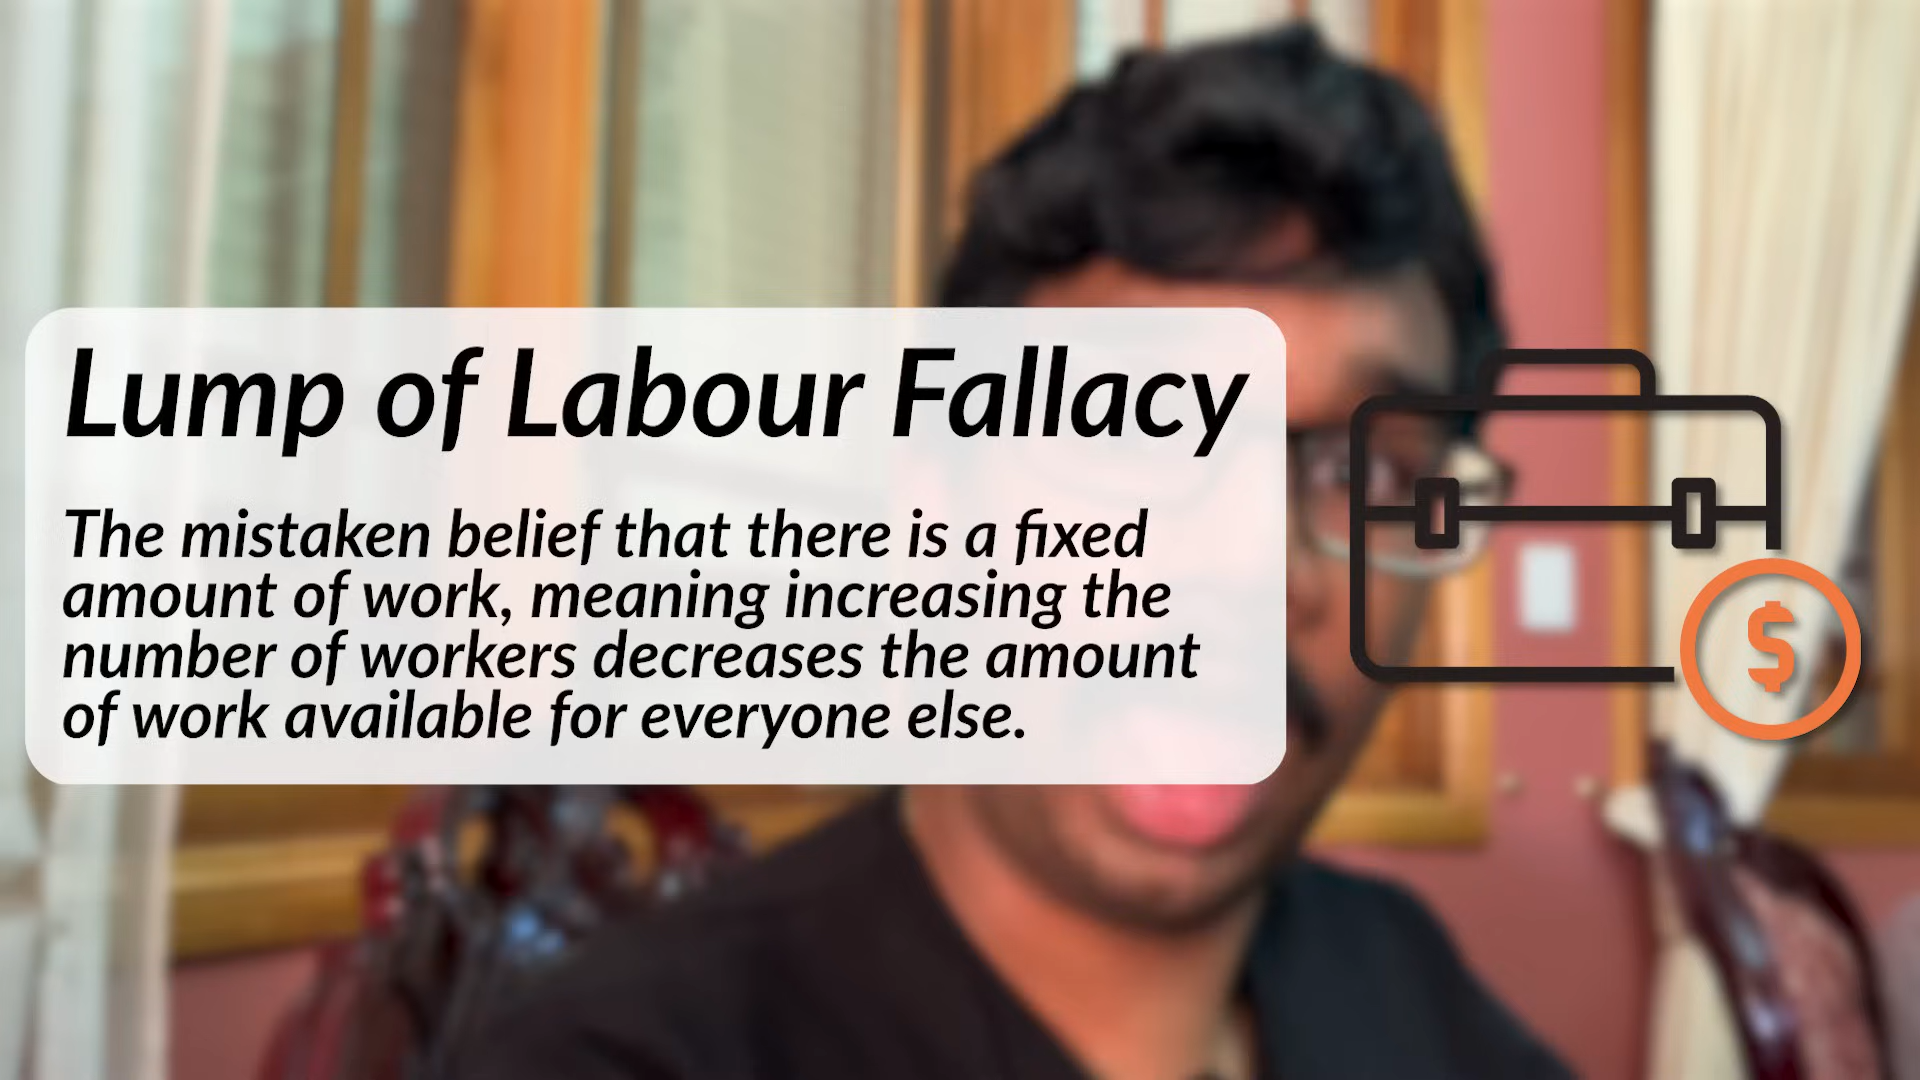 Lump of Labour Fallacy
The mistaken belief that there is a fixed
amount of work, meaning increasing the
number of workers decreases the amount
of work available for everyone else.
$